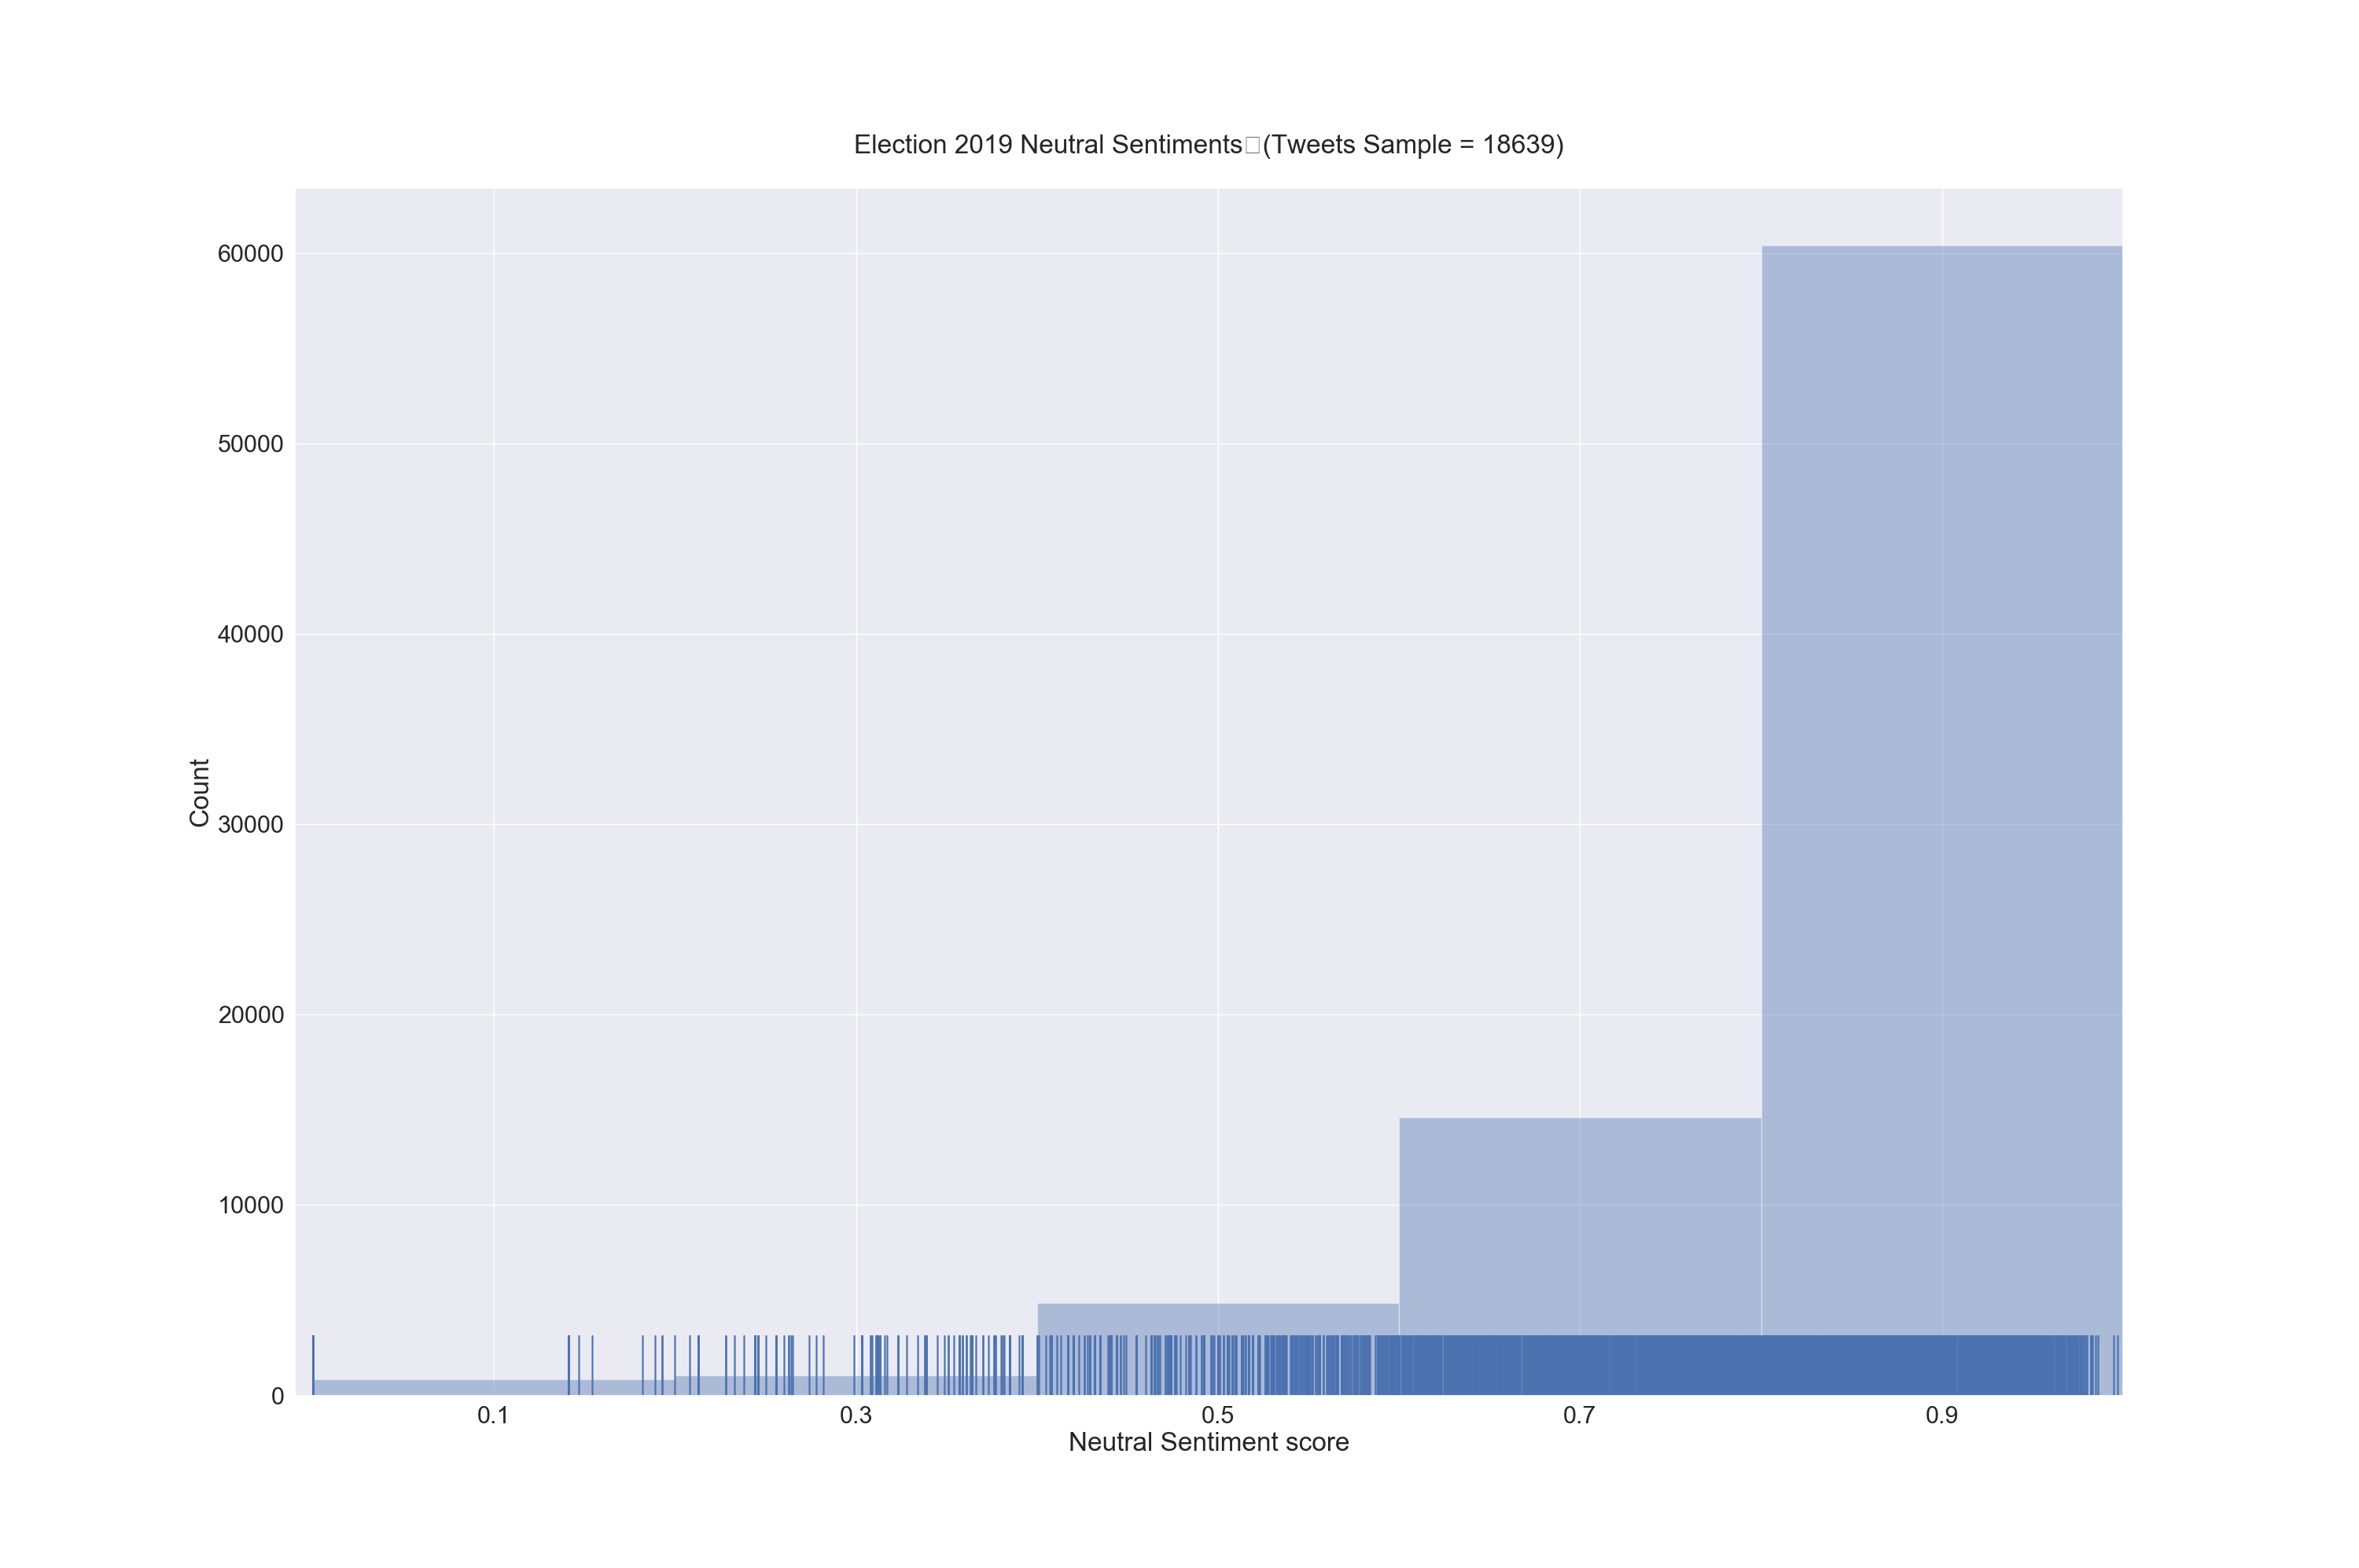 Election 2019 Neutral Sentiments▯(Tweets Sample = 18639)
60000
50000
40000
30000
20000
10000
0
Count
0.1 0.3 0.5 0.7 0.9
Neutral Sentiment score